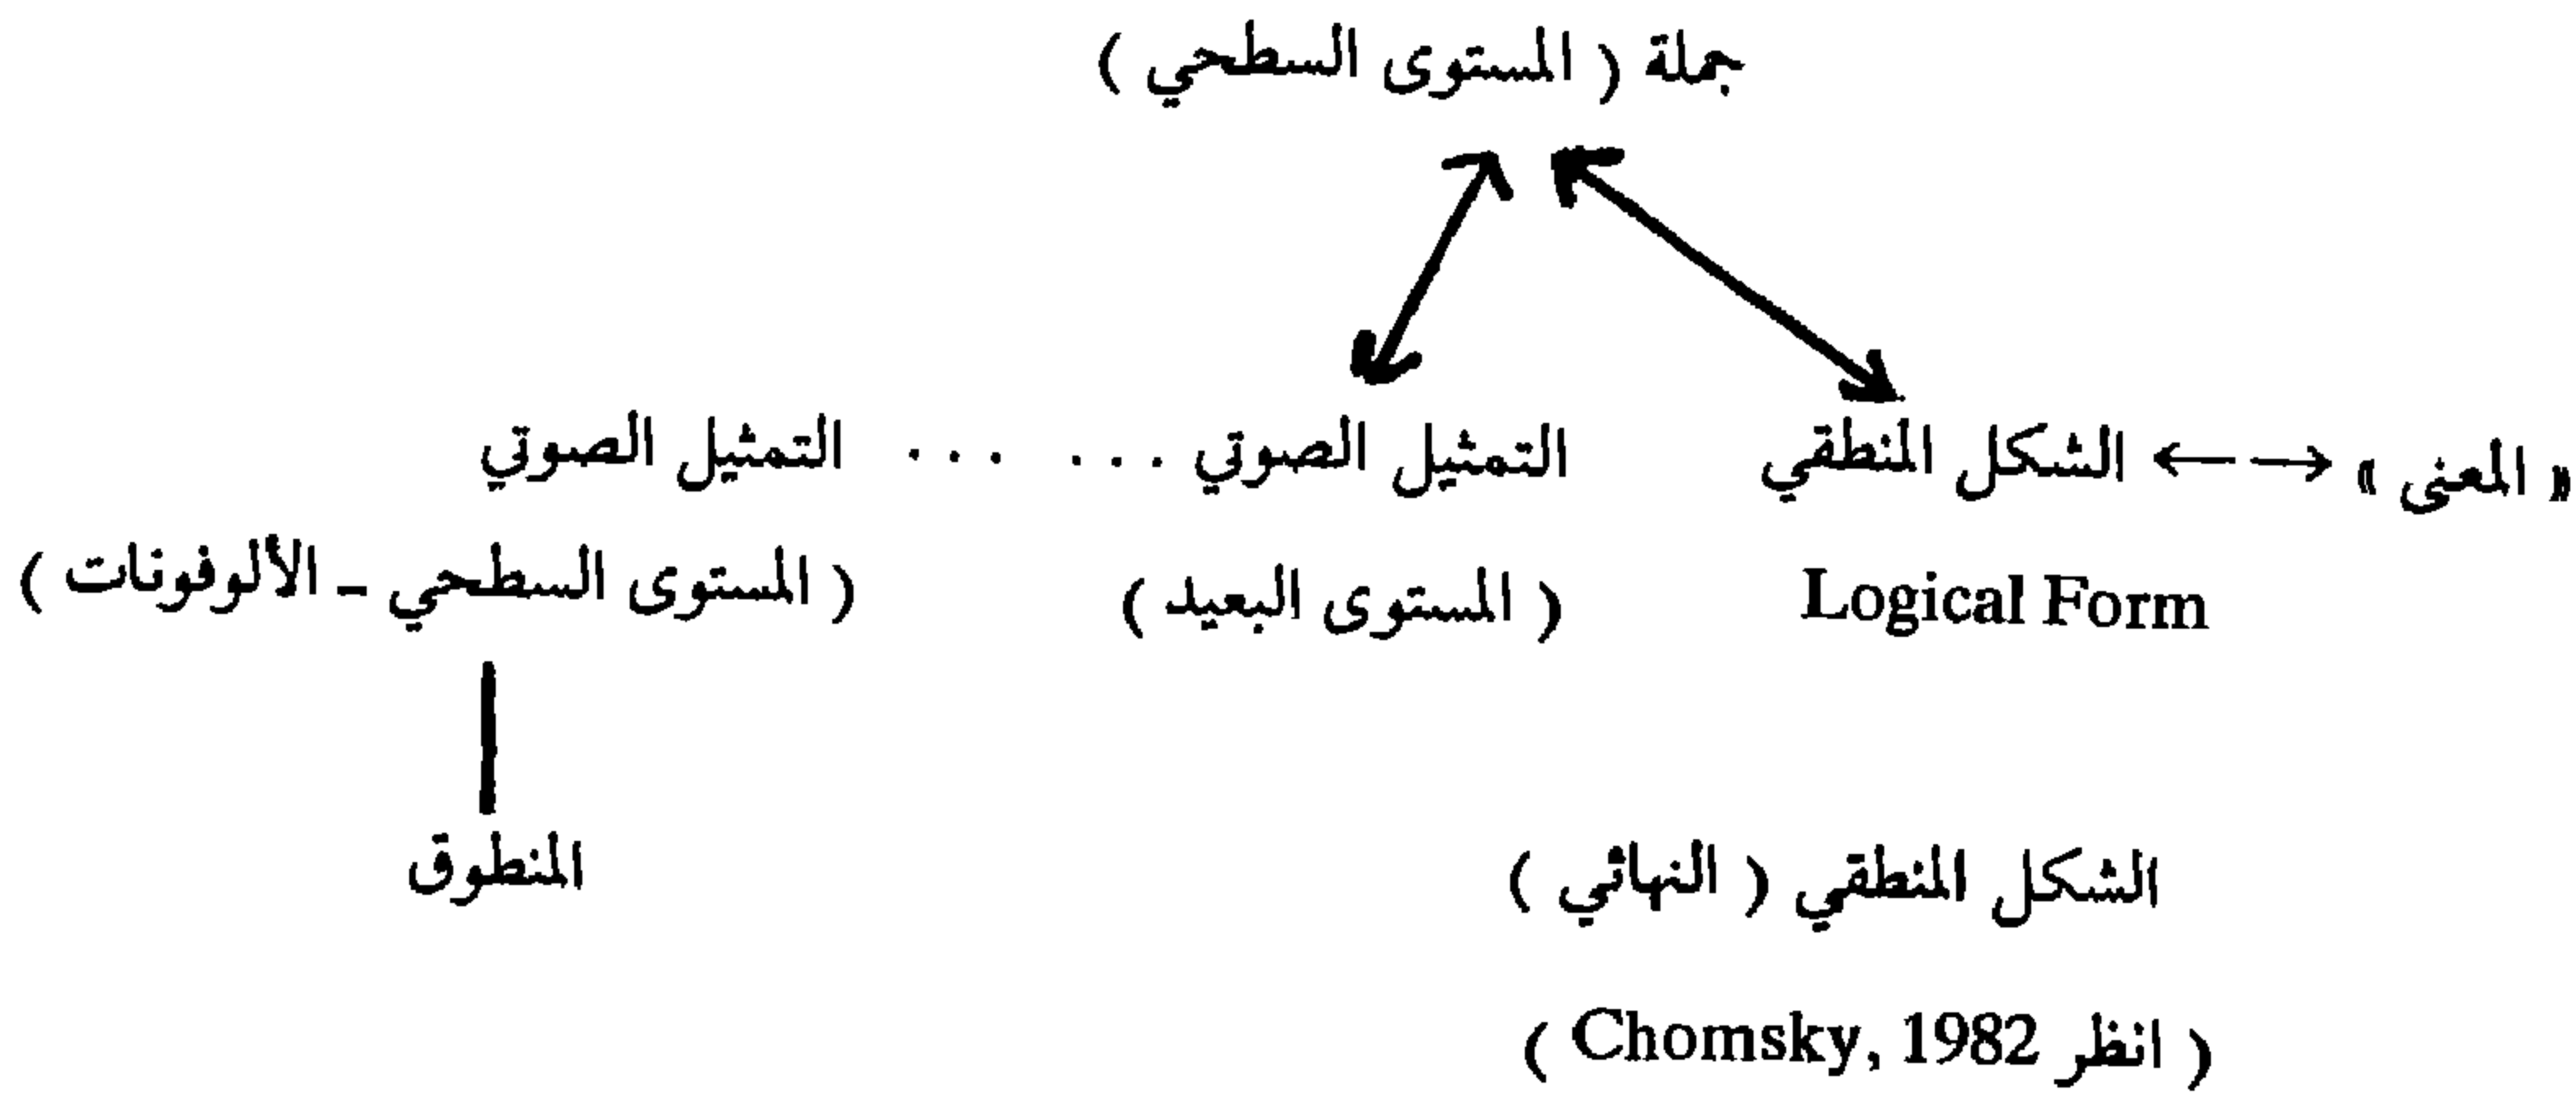 جملة ( المستوى السطحي )
« المعنى » ←→ الشكل المنطقي التمثيل الصوتي ... ... التمثيل الصوتي
Logical Form ( المستوى البعيد ) ( المستوى السطحي - الألوفونات )
المنطوق
الشكل المنطقي ( النهائي )
( انظر Chomsky, 1982 )